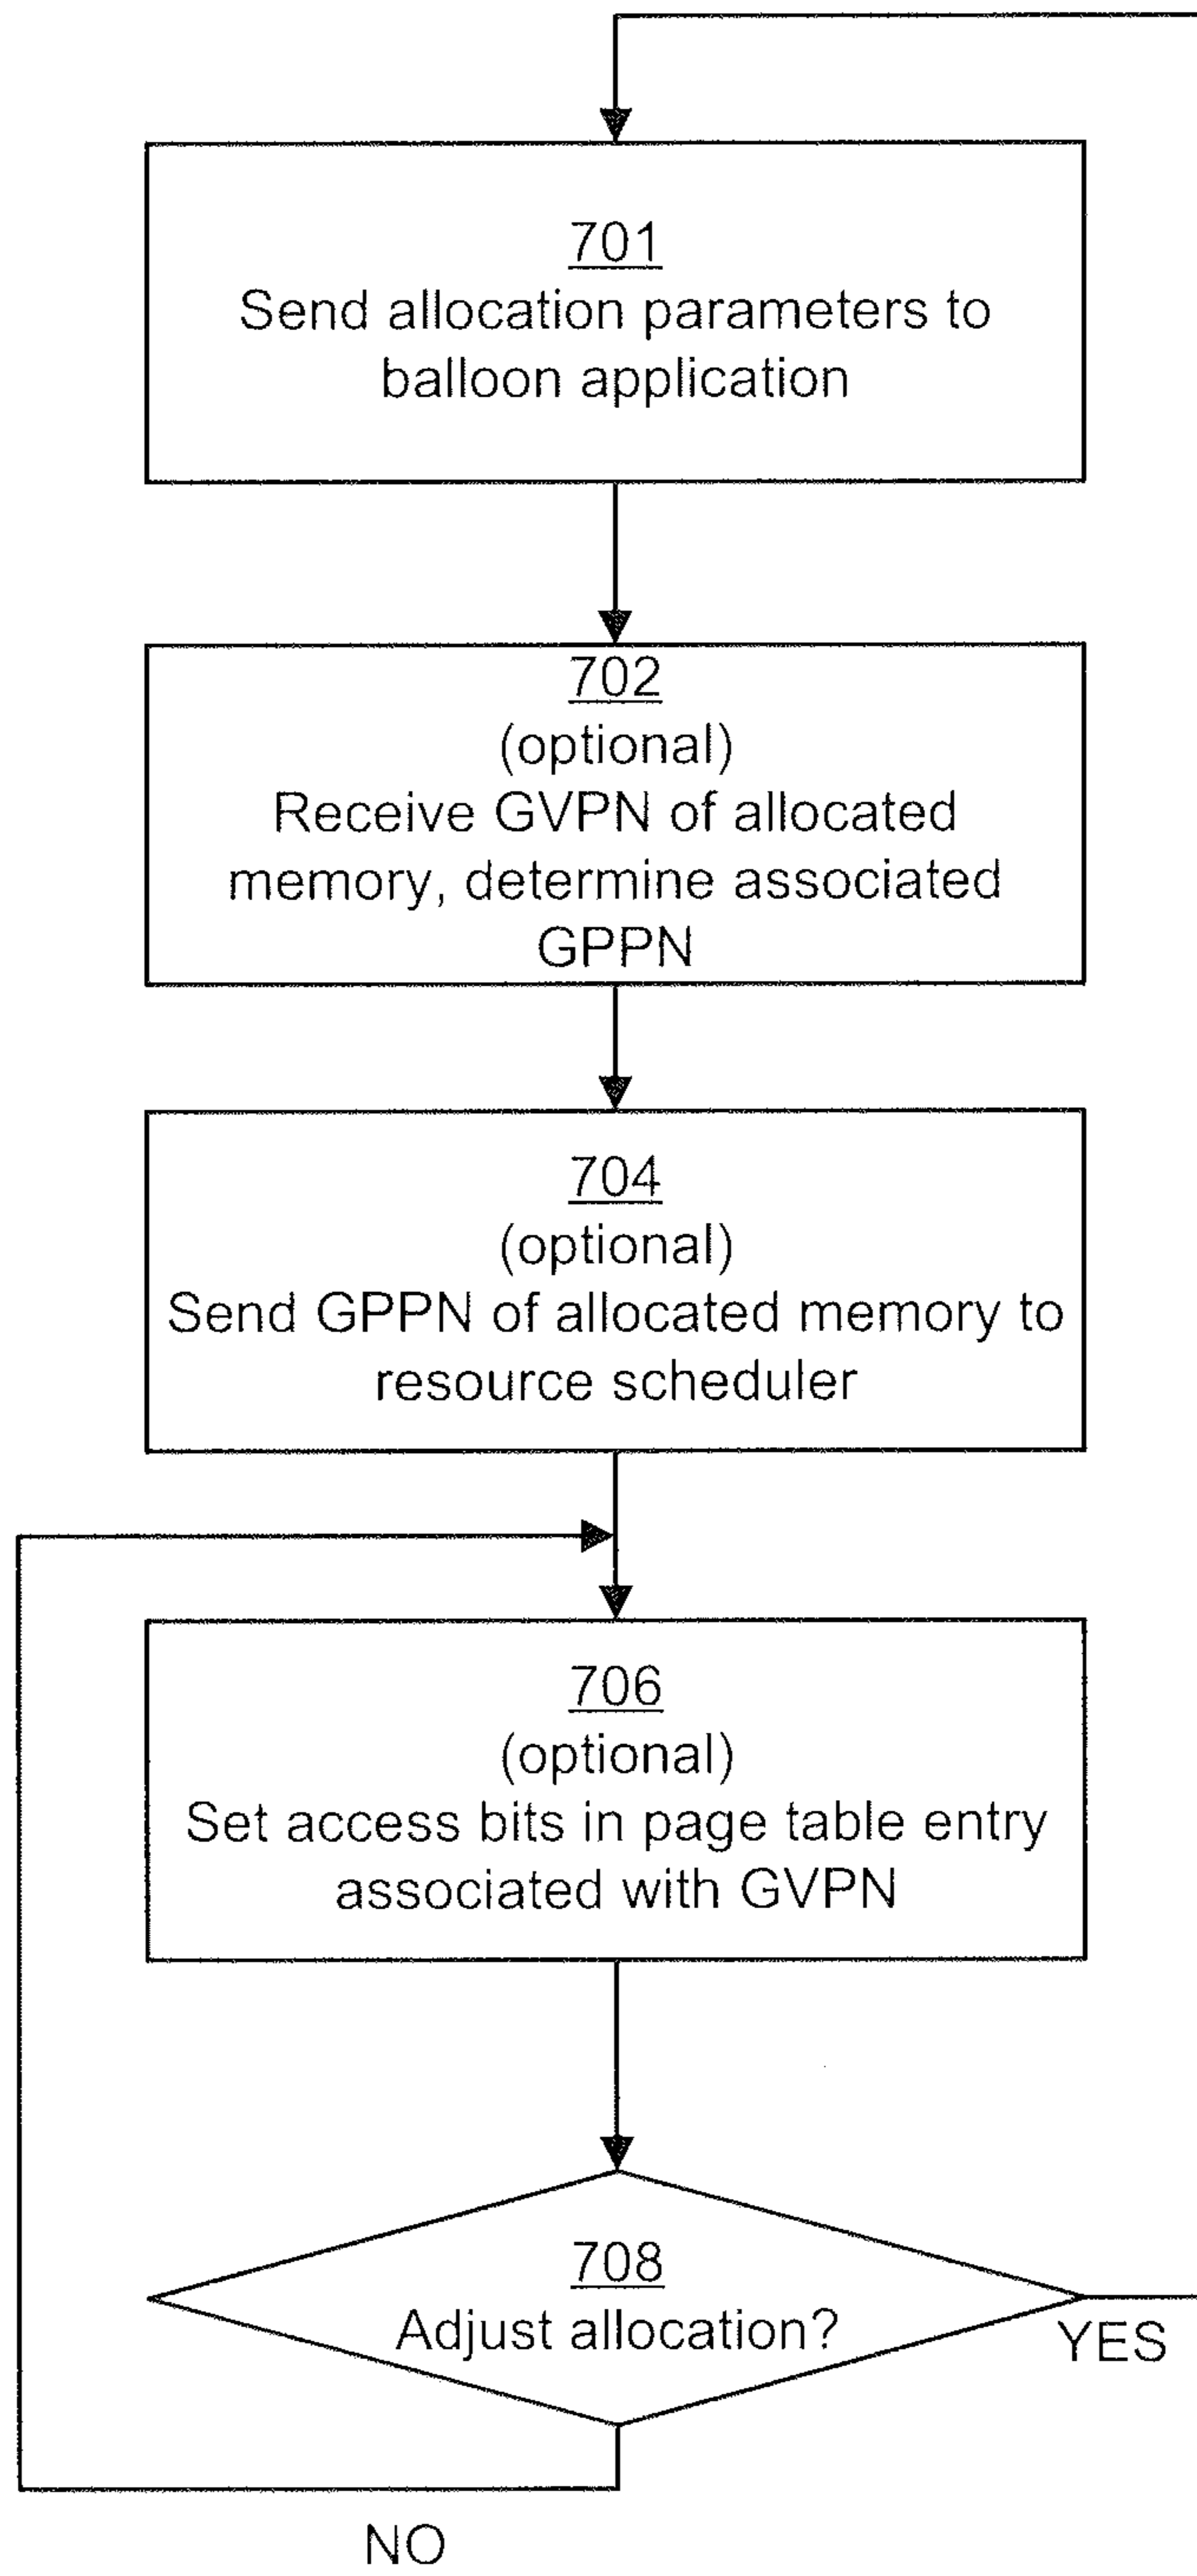 701
Send allocation parameters to
balloon application
702
(optional)
Receive GVPN of allocated
memory, determine associated
GPPN
704
(optional)
Send GPPN of allocated memory to
resource scheduler
706
(optional)
Set access bits in page table entry
associated with GVPN
708
Adjust allocation?
YES
NO